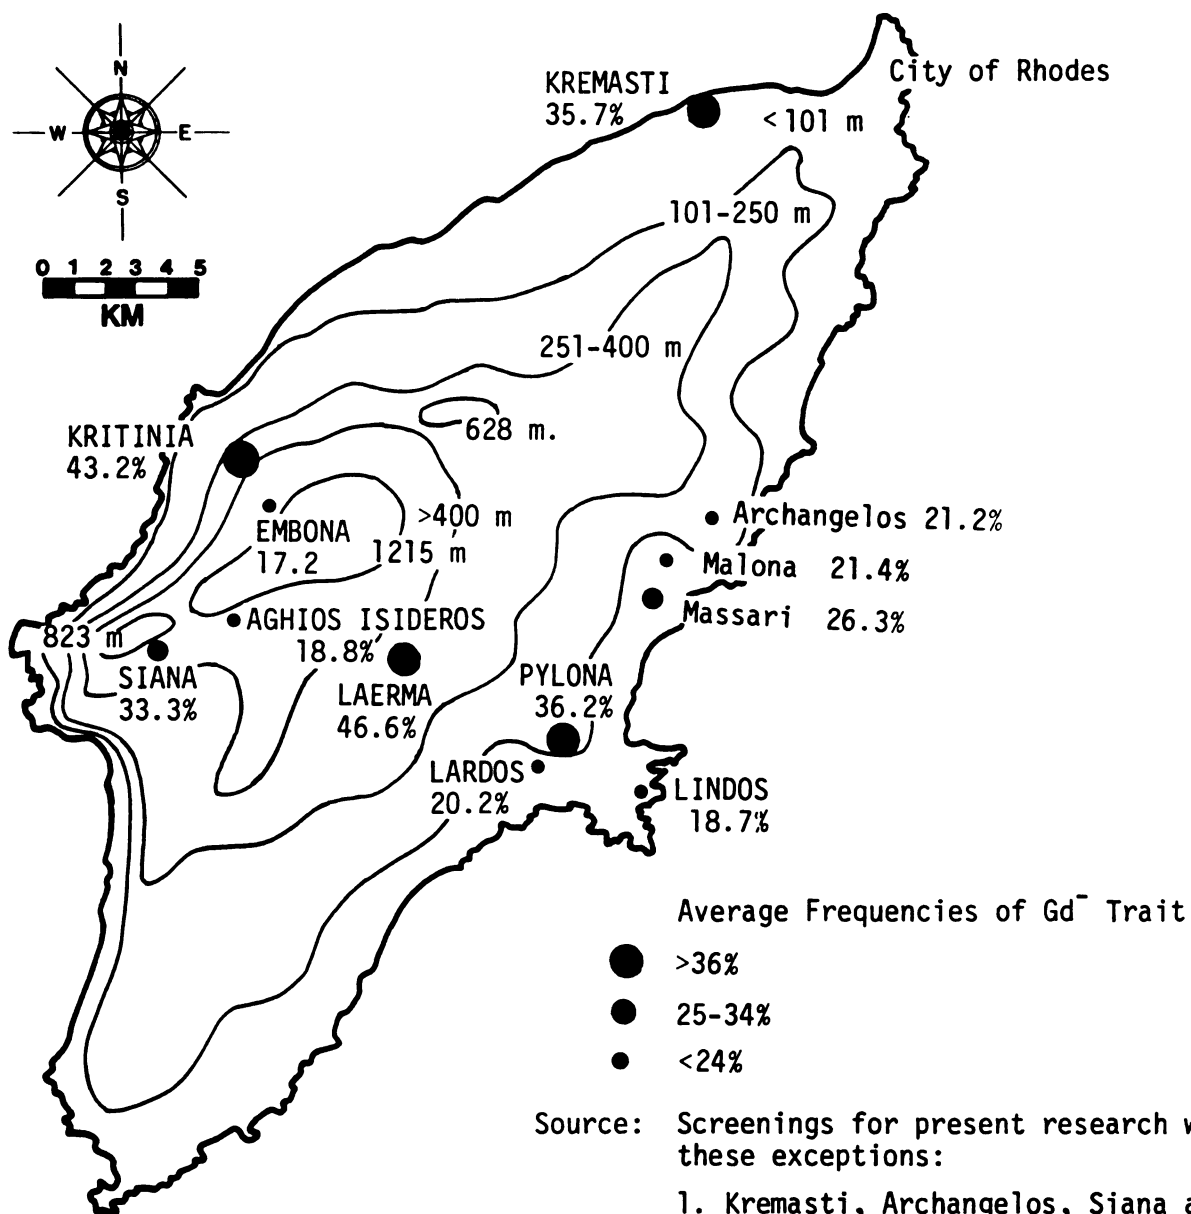 City of Rhodes
KREMASTI
35.7%
<101 m
N
W
E
S
101-250 m
0 1 2 3 4 5
KM
251-400 m
628 m.
KRITINIA
43.2%
>400 m
EMBONA
17.2
1215 m
Archangelos 21.2%
Malona 21.4%
Massari 26.3%
AGHIOS ISIDEROS
18.8%
823 m
SIANA
33.3%
LAERMA
46.6%
PYLONA
36.2%
LARDOS
20.2%
LINDOS
18.7%
Average Frequencies of Gd⁻ Trait
>36%
25-34%
<24%
Source: Screenings for present research w
these exceptions:
1. Kremasti, Archangelos, Siana a